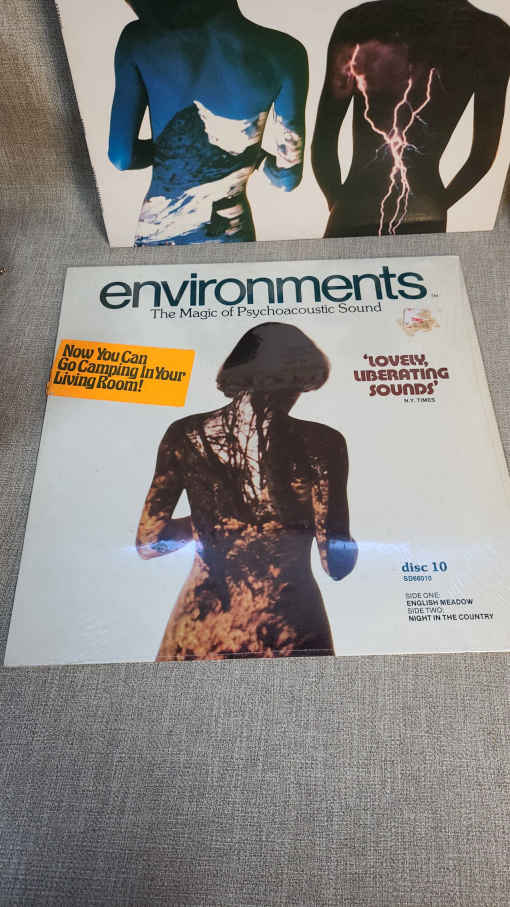 environments™
The Magic of Psychoacoustic Sound
Now You Can
Go Camping In Your
Living Room!
'LOVELY,
LIBERATING
SOUNDS'
N.Y. TIMES
disc 10
SD66010
SIDE ONE:
ENGLISH MEADOW
SIDE TWO:
NIGHT IN THE COUNTRY